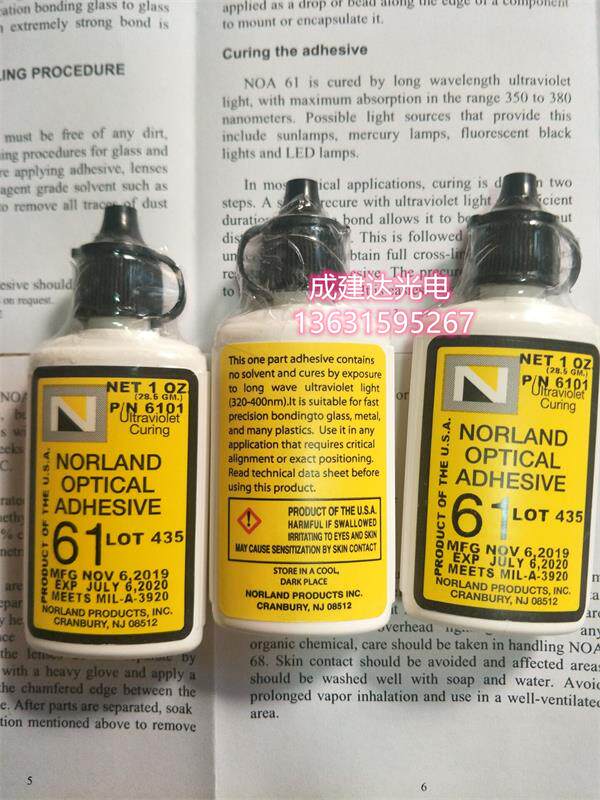 ation bonding glass to glass
extremely strong bond is
LING PROCEDURE
must be free of any dirt,
ing procedures for glass and
re applying adhesive, lenses
agent grade solvent such as
to remove all traces of dust
esive should
on request.
applied as a drop or bead along the edge of a component
to mount or encapsulate it.
Curing the adhesive
NOA 61 is cured by long wavelength ultraviolet
light, with maximum absorption in the range 350 to 380
nanometers. Possible light sources that provide this
include sunlamps, mercury lamps, fluorescent black
lights and LED lamps.
In most applications, curing is in two
steps. A recure with ultraviolet light
bond allows it to be
This is followed
btain full cross-lin
成建达光电
13631595267
NET 1 OZ
(28.5 GM.)
P/N 6101
Ultraviolet
Curing
N
NORLAND
OPTICAL
ADHESIVE
61 LOT 435
PRODUCT OF THE U.S.A.
MFG NOV 6,2019
EXP JULY 6,2020
MEETS MIL-A-3920
NORLAND PRODUCTS, INC.
CRANBURY, NJ 08512
This one part adhesive contains
no solvent and cures by exposure
to long wave ultraviolet light
(320-400nm).It is suitable for fast
precision bondingto glass, metal,
and many plastics. Use it in any
application that requires critical
alignment or exact positioning.
Read technical data sheet before
using this product.
PRODUCT OF THE U.S.A.
HARMFUL IF SWALLOWED
IRRITATING TO EYES AND SKIN
MAY CAUSE SENSITIZATION BY SKIN CONTACT
STORE IN A COOL,
DARK PLACE
NORLAND PRODUCTS INC.
CRANBURY, NJ 08512
NET 1 OZ
(28.5 GM.)
P/N 6101
Ultraviolet
Curing
N
NORLAND
OPTICAL
ADHESIVE
61 LOT 435
PRODUCT OF THE U.S.A.
MFG NOV 6,2019
EXP JULY 6,2020
MEETS MIL-A-3920
NORLAND PRODUCTS, INC.
CRANBURY, NJ 08512
with a heavy glove and apply a
the chamfered edge between the
e. After parts are separated, soak
tion mentioned above to remove
5
overhead any
organic chemical, care should be taken in handling NOA
68. Skin contact should be avoided and affected areas
should be washed well with soap and water. Avoid
prolonged vapor inhalation and use in a well-ventilated
area.
6